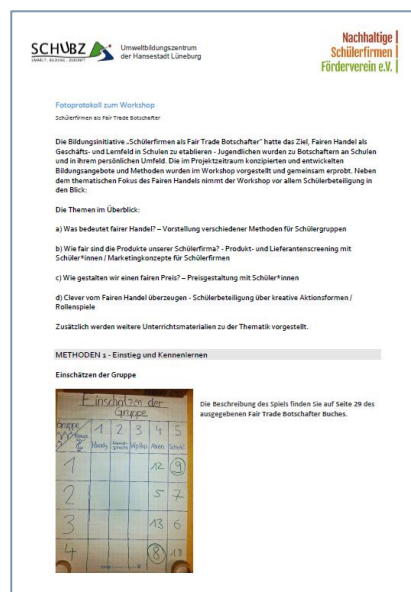 SCHUBZ
UMWELT. BILDUNG. ZUKUNFT
Umweltbildungszentrum
der Hansestadt Lüneburg
Nachhaltige
Schülerfirmen
Förderverein e.V.
Fotoprotokoll zum Workshop
Schülerfirmen als Fair Trade Botschafter
Die Bildungsinitiative „Schülerfirmen als Fair Trade Botschafter" hatte das Ziel, Fairen Handel als
Geschäfts- und Lernfeld in Schulen zu etablieren - Jugendlichen wurden zu Botschaftern an Schulen
und in ihrem persönlichen Umfeld. Die im Projektzeitraum konzipierten und entwickelten
Bildungsangebote und Methoden wurden im Workshop vorgestellt und gemeinsam erprobt. Neben
dem thematischen Fokus des Fairen Handels nimmt der Workshop vor allem Schülerbeteiligung in
den Blick:
Die Themen im Überblick:
a) Was bedeutet fairer Handel? – Vorstellung verschiedener Methoden für Schülergruppen
b) Wie fair sind die Produkte unserer Schülerfirma? - Produkt- und Lieferantenscreening mit
Schüler*innen / Marketingkonzepte für Schülerfirmen
c) Wie gestalten wir einen fairen Preis? – Preisgestaltung mit Schüler*innen
d) Clever vom Fairen Handel überzeugen - Schülerbeteiligung über kreative Aktionsformen /
Rollenspiele
Zusätzlich werden weitere Unterrichtsmaterialien zu der Thematik vorgestellt.
METHODEN 1 - Einstieg und Kennenlernen
Einschätzen der Gruppe
Die Beschreibung des Spiels finden Sie auf Seite 29 des
ausgegebenen Fair Trade Botschafter Buches.
Einschätzen der
Gruppe
Gruppe 1 2 3 4 5
Handy HipHop
1 12 9
2 5 7
3 13 6
4 8